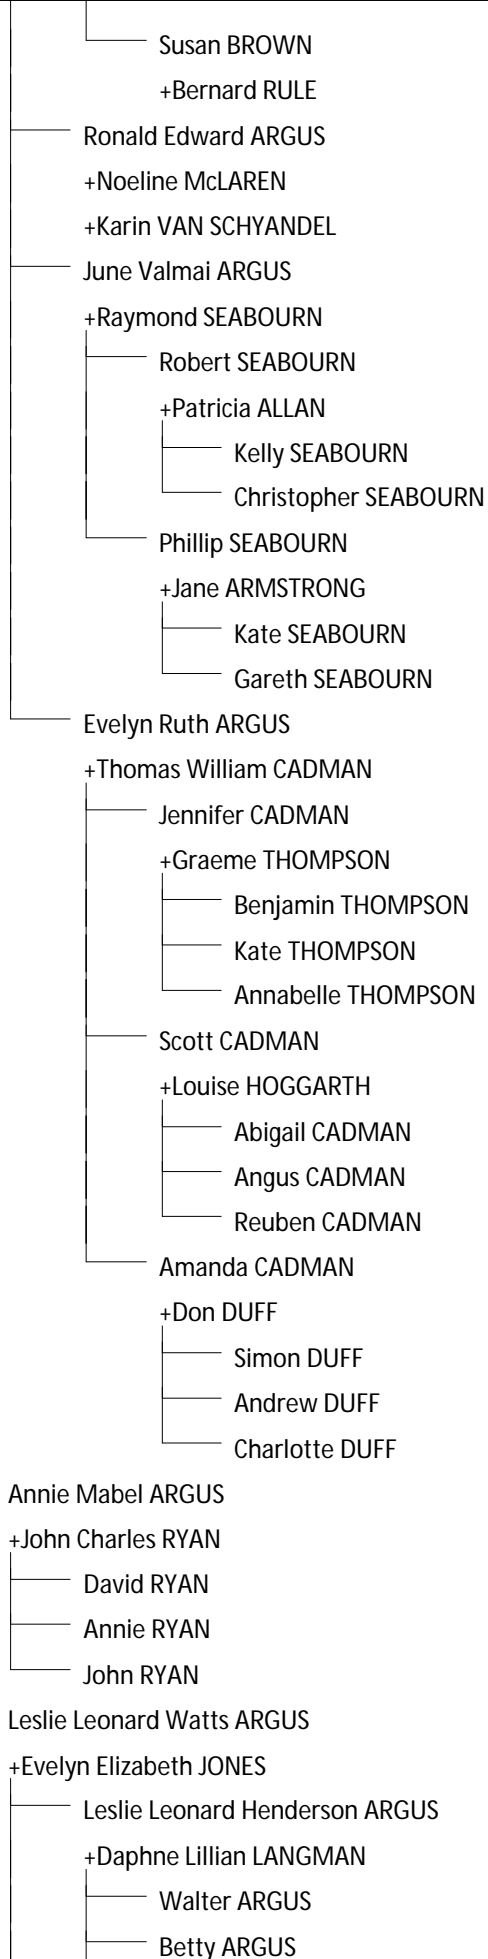 Susan BROWN
+Bernard RULE
Ronald Edward ARGUS
+Noeline McLAREN
+Karin VAN SCHYANDEL
June Valmai ARGUS
+Raymond SEABOURN
Robert SEABOURN
+Patricia ALLAN
Kelly SEABOURN
Christopher SEABOURN
Phillip SEABOURN
+Jane ARMSTRONG
Kate SEABOURN
Gareth SEABOURN
Evelyn Ruth ARGUS
+Thomas William CADMAN
Jennifer CADMAN
+Graeme THOMPSON
Benjamin THOMPSON
Kate THOMPSON
Annabelle THOMPSON
Scott CADMAN
+Louise HOGGARTH
Abigail CADMAN
Angus CADMAN
Reuben CADMAN
Amanda CADMAN
+Don DUFF
Simon DUFF
Andrew DUFF
Charlotte DUFF
Annie Mabel ARGUS
+John Charles RYAN
David RYAN
Annie RYAN
John RYAN
Leslie Leonard Watts ARGUS
+Evelyn Elizabeth JONES
Leslie Leonard Henderson ARGUS
+Daphne Lillian LANGMAN
Walter ARGUS
Betty ARGUS